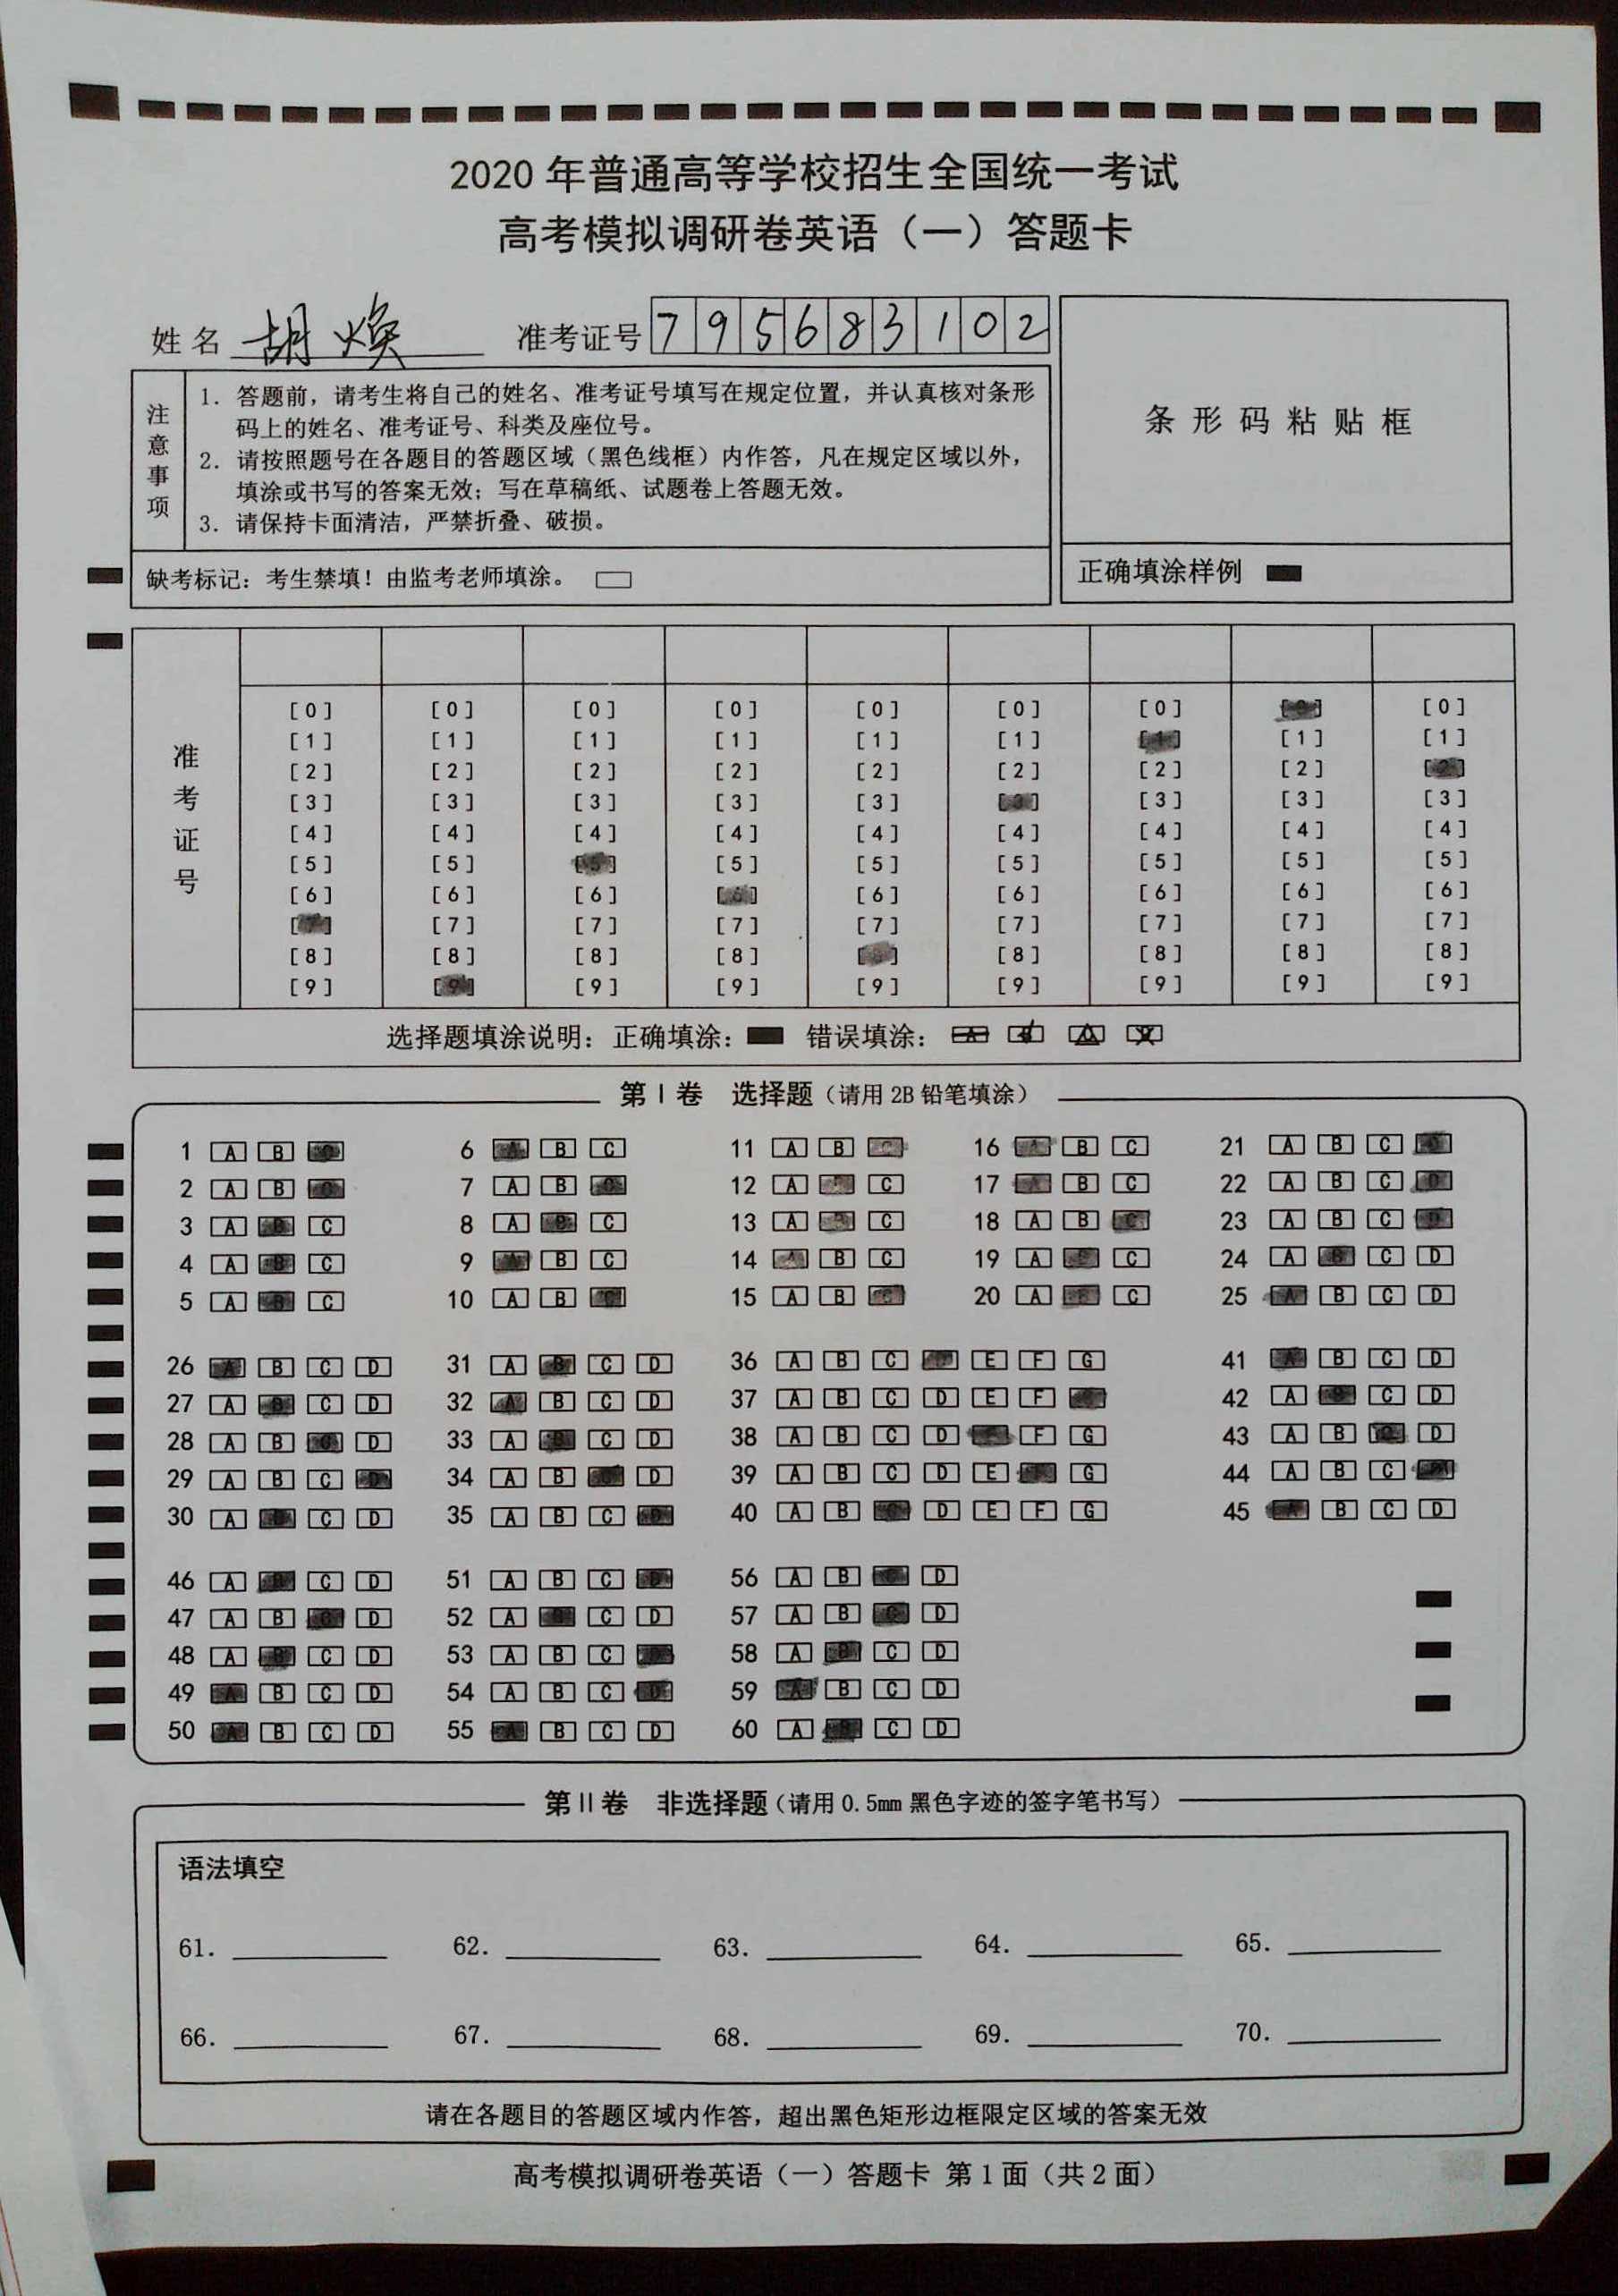 2020 年普通高等学校招生全国统一考试
高考模拟调研卷英语（一）答题卡
姓 名 胡焕 准考证号 7 9 5 6 8 3 1 0 2
注意事项
1. 答题前，请考生将自己的姓名、准考证号填写在规定位置，并认真核对条形
码上的姓名、准考证号、科类及座位号。
2. 请按照题号在各题目的答题区域（黑色线框）内作答，凡在规定区域以外，
填涂或书写的答案无效；写在草稿纸、试题卷上答题无效。
3. 请保持卡面清洁，严禁折叠、破损。
条 形 码 粘 贴 框
缺考标记：考生禁填！由监考老师填涂。
正确填涂样例
准考证号
[0] [0] [0] [0] [0] [0] [0] [0] [0]
[1] [1] [1] [1] [1] [1] [1] [1] [1]
[2] [2] [2] [2] [2] [2] [2] [2] [2]
[3] [3] [3] [3] [3] [3] [3] [3] [3]
[4] [4] [4] [4] [4] [4] [4] [4] [4]
[5] [5] [5] [5] [5] [5] [5] [5] [5]
[6] [6] [6] [6] [6] [6] [6] [6] [6]
[7] [7] [7] [7] [7] [7] [7] [7] [7]
[8] [8] [8] [8] [8] [8] [8] [8] [8]
[9] [9] [9] [9] [9] [9] [9] [9] [9]
选择题填涂说明：正确填涂： 错误填涂：
第 I 卷 选择题（请用 2B 铅笔填涂）
1 A B C 6 A B C 11 A B C 16 A B C 21 A B C D
2 A B C 7 A B C 12 A B C 17 A B C 22 A B C D
3 A B C 8 A B C 13 A B C 18 A B C 23 A B C D
4 A B C 9 A B C 14 A B C 19 A B C 24 A B C D
5 A B C 10 A B C 15 A B C 20 A B C 25 A B C D
26 A B C D 31 A B C D 36 A B C D E F G 41 A B C D
27 A B C D 32 A B C D 37 A B C D E F G 42 A B C D
28 A B C D 33 A B C D 38 A B C D E F G 43 A B C D
29 A B C D 34 A B C D 39 A B C D E F G 44 A B C D
30 A B C D 35 A B C D 40 A B C D E F G 45 A B C D
46 A B C D 51 A B C D 56 A B C D
47 A B C D 52 A B C D 57 A B C D
48 A B C D 53 A B C D 58 A B C D
49 A B C D 54 A B C D 59 A B C D
50 A B C D 55 A B C D 60 A B C D
第 II 卷 非选择题（请用 0.5mm 黑色字迹的签字笔书写）
语法填空
61. 62. 63. 64. 65.
66. 67. 68. 69. 70.
请在各题目的答题区域内作答，超出黑色矩形边框限定区域的答案无效
高考模拟调研卷英语（一）答题卡 第 1 面（共 2 面）